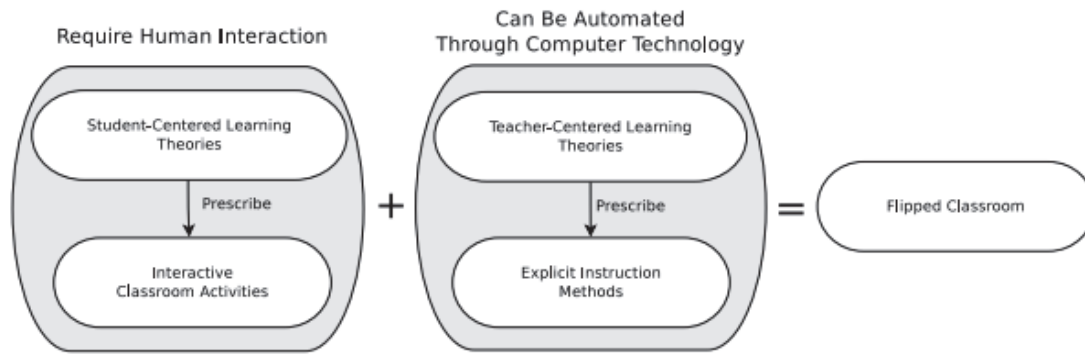 Require Human Interaction
Can Be Automated
Through Computer Technology
Student-Centered Learning
Theories
Prescribe
Interactive
Classroom Activities
+
Teacher-Centered Learning
Theories
Prescribe
Explicit Instruction
Methods
=
Flipped Classroom